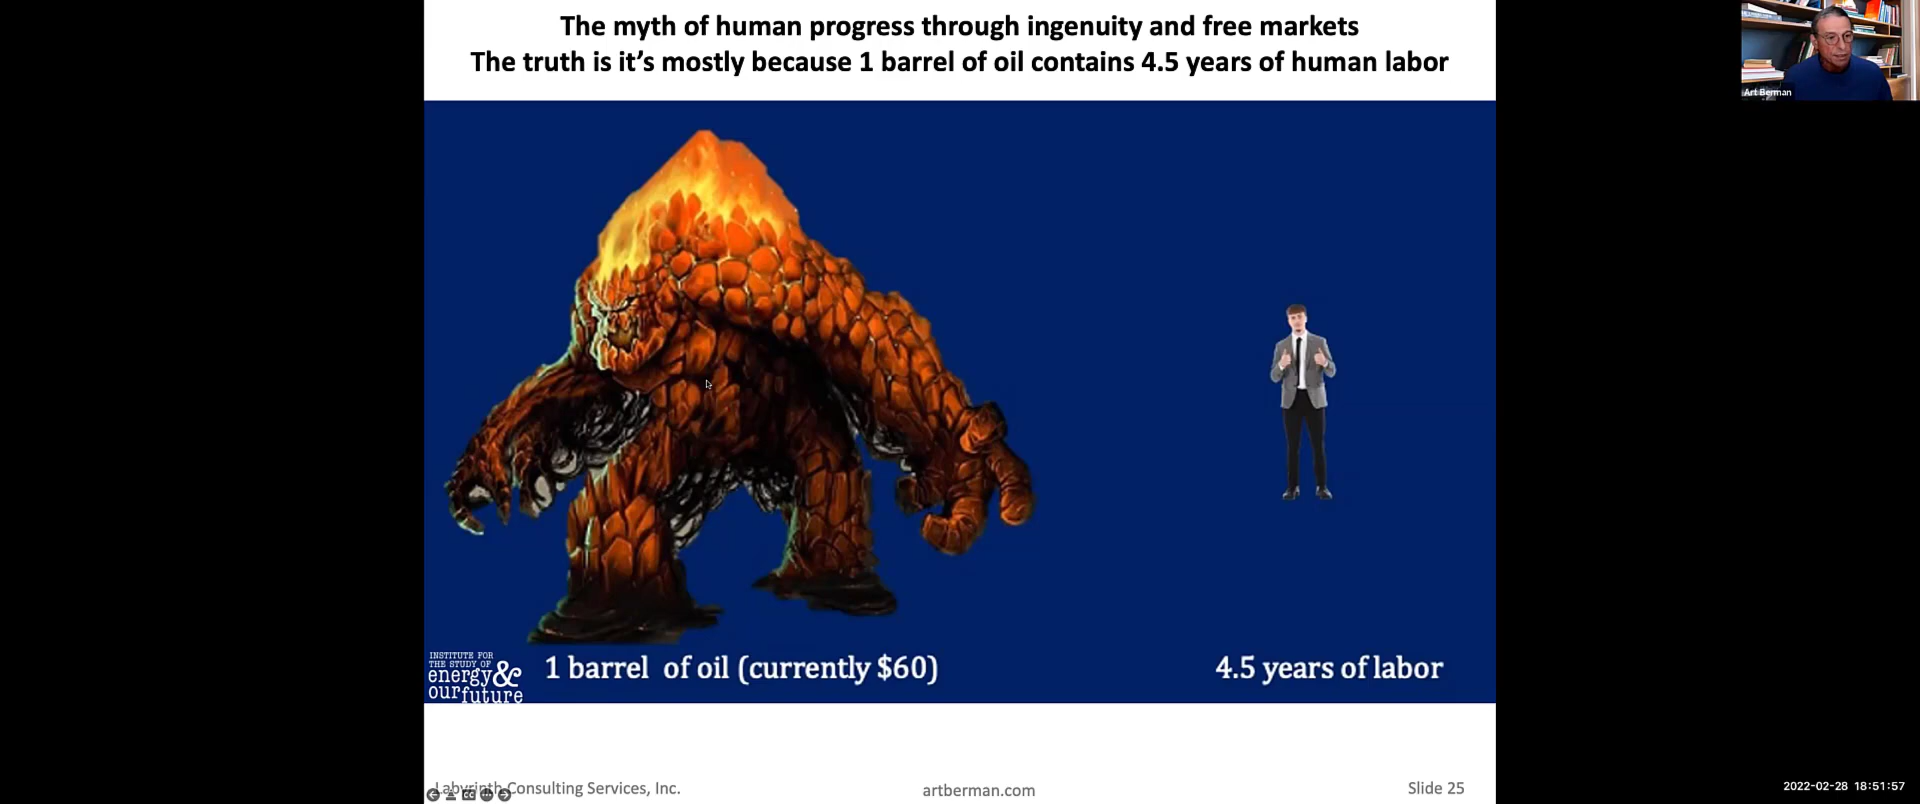 The myth of human progress through ingenuity and free markets
The truth is it's mostly because 1 barrel of oil contains 4.5 years of human labor
Art Berman
INSTITUTE FOR
THE STUDY OF
energy &
our future
1 barrel of oil (currently $60)
4.5 years of labor
Labyrinth Consulting Services, Inc.
artberman.com
Slide 25
2022-02-28 18:51:57